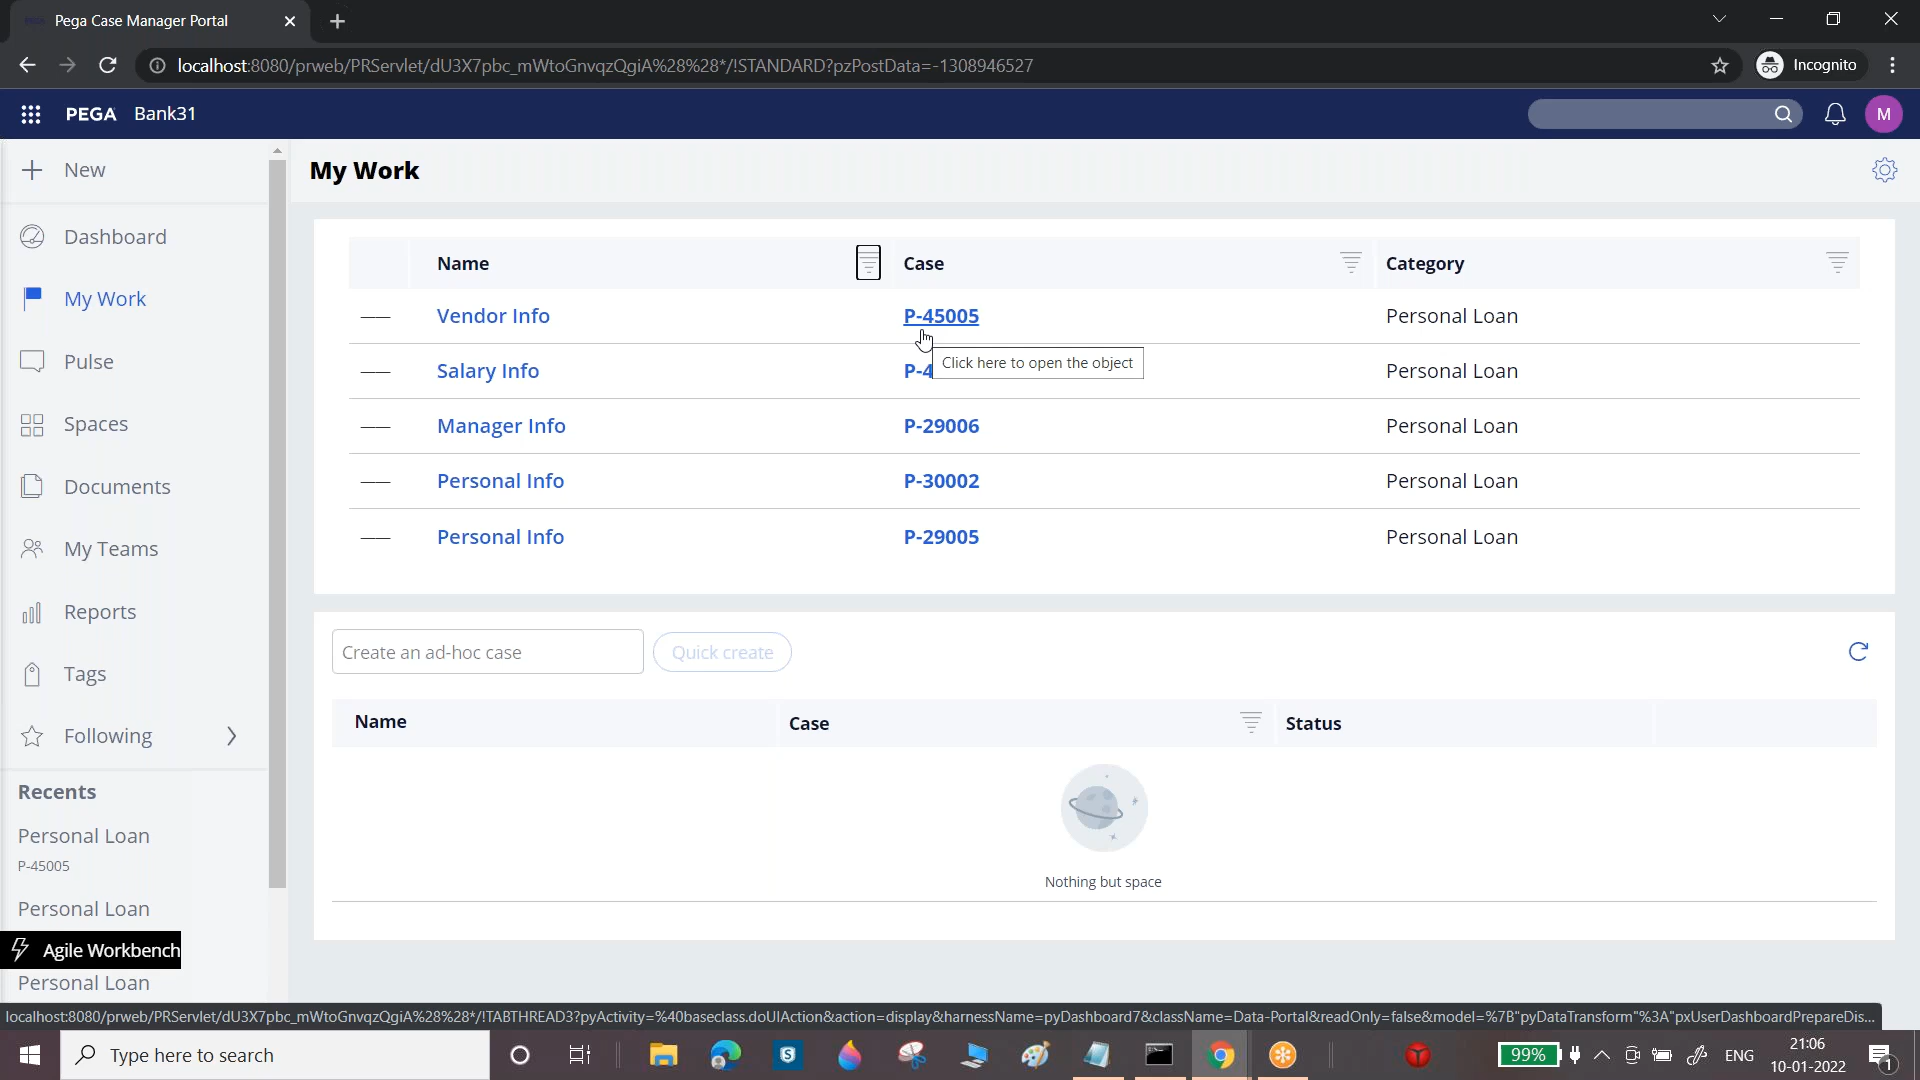 Pega Case Manager Portal
localhost:8080/prweb/PRServlet/dU3X7pbc_mWtoGnvqzQgiA%28%28*/!STANDARD?pzPostData=-1308946527
Incognito
PEGA Bank31
M
New
Dashboard
My Work
Pulse
Spaces
Documents
My Teams
Reports
Tags
Following
Recents
Personal Loan
P-45005
Personal Loan
Agile Workbench
Personal Loan
My Work
Name Case Category
Vendor Info P-45005 Personal Loan
Click here to open the object
Salary Info P-4 Personal Loan
Manager Info P-29006 Personal Loan
Personal Info P-30002 Personal Loan
Personal Info P-29005 Personal Loan
Create an ad-hoc case Quick create
Name Case Status
Nothing but space
localhost:8080/prweb/PRServlet/dU3X7pbc_mWtoGnvqzQgiA%28%28*/!TABTHREAD3?pyActivity=%40baseclass.doUIAction&action=display&harnessName=pyDashboard7&className=Data-Portal&readOnly=false&model=%7B"pyDataTransform"%3A"pxUserDashboardPrepareDis...
Type here to search
S
99%
ENG
21:06
10-01-2022
1